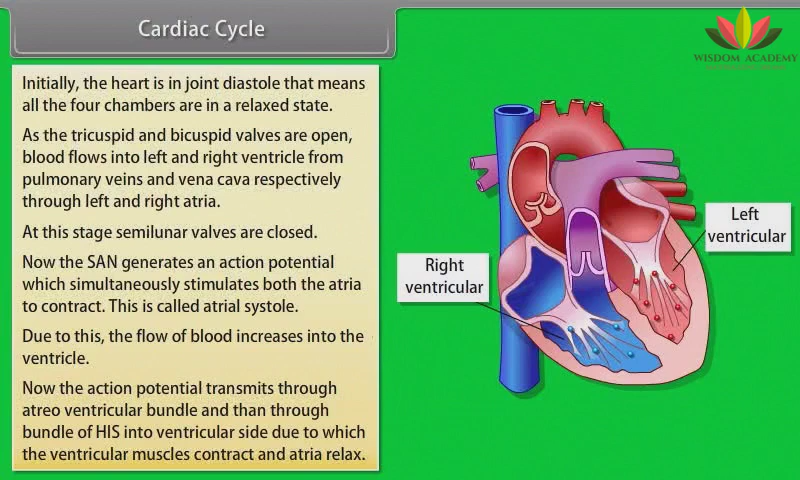 Cardiac Cycle
WISDOM ACADEMY
Initially, the heart is in joint diastole that means
all the four chambers are in a relaxed state.
As the tricuspid and bicuspid valves are open,
blood flows into left and right ventricle from
pulmonary veins and vena cava respectively
through left and right atria.
At this stage semilunar valves are closed.
Now the SAN generates an action potential
which simultaneously stimulates both the atria
to contract. This is called atrial systole.
Due to this, the flow of blood increases into the
ventricle.
Now the action potential transmits through
atreo ventricular bundle and than through
bundle of HIS into ventricular side due to which
the ventricular muscles contract and atria relax.
Left
ventricular
Right
ventricular